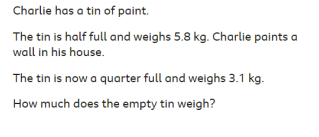 Charlie has a tin of paint.
The tin is half full and weighs 5.8 kg. Charlie paints a
wall in his house.
The tin is now a quarter full and weighs 3.1 kg.
How much does the empty tin weigh?